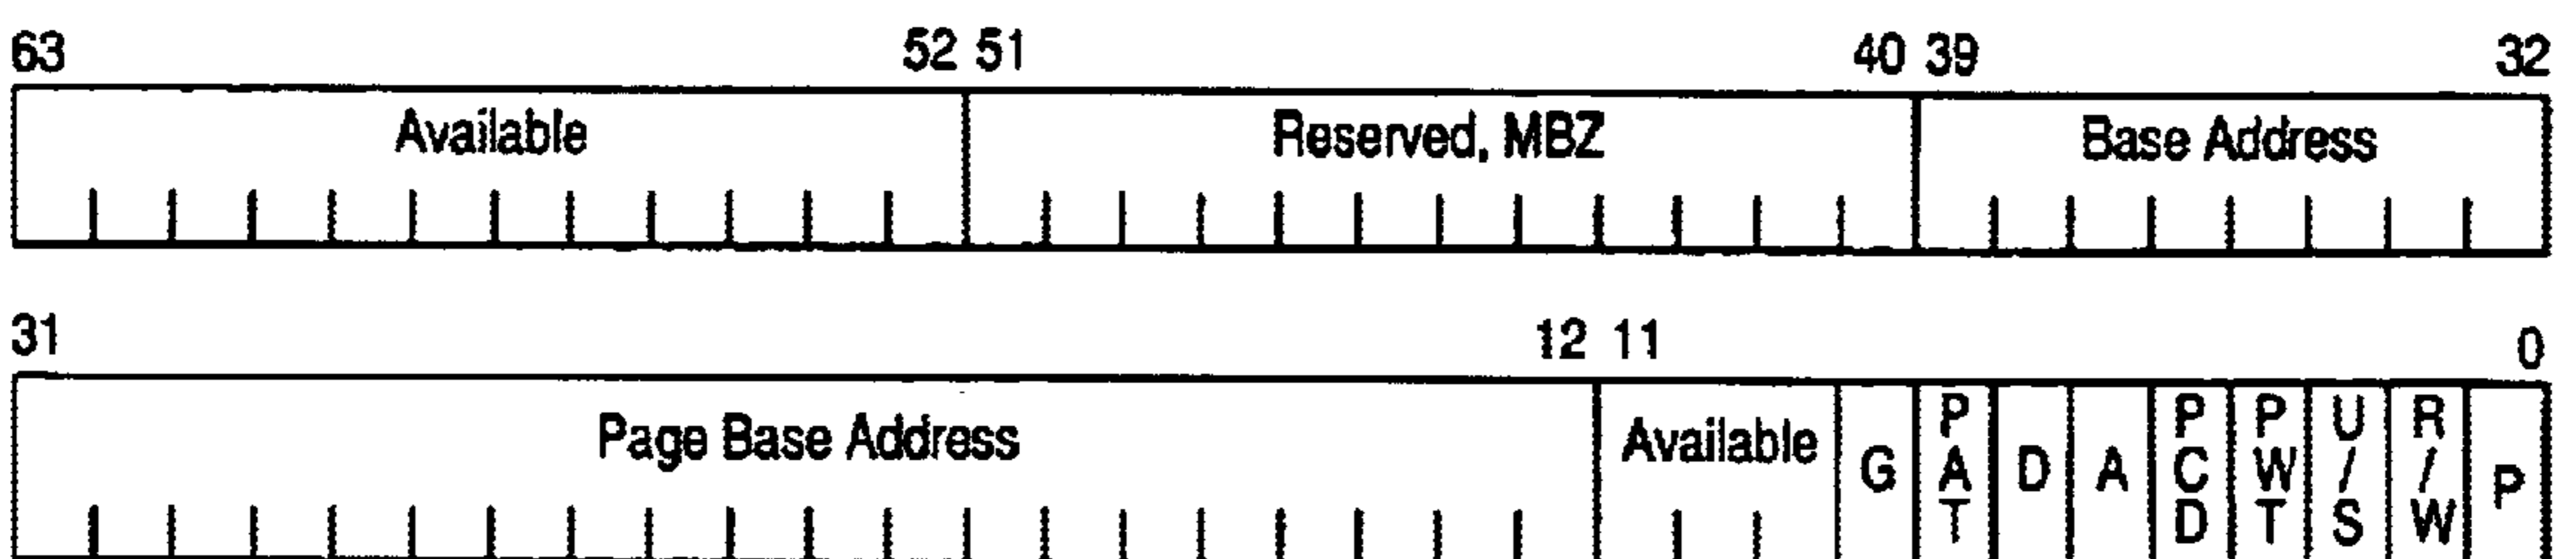 63 52 51 40 39 32
Available Reserved, MBZ Base Address
31 12 11 0
Page Base Address Available G PAT D A PCD PWT U/S R/W P